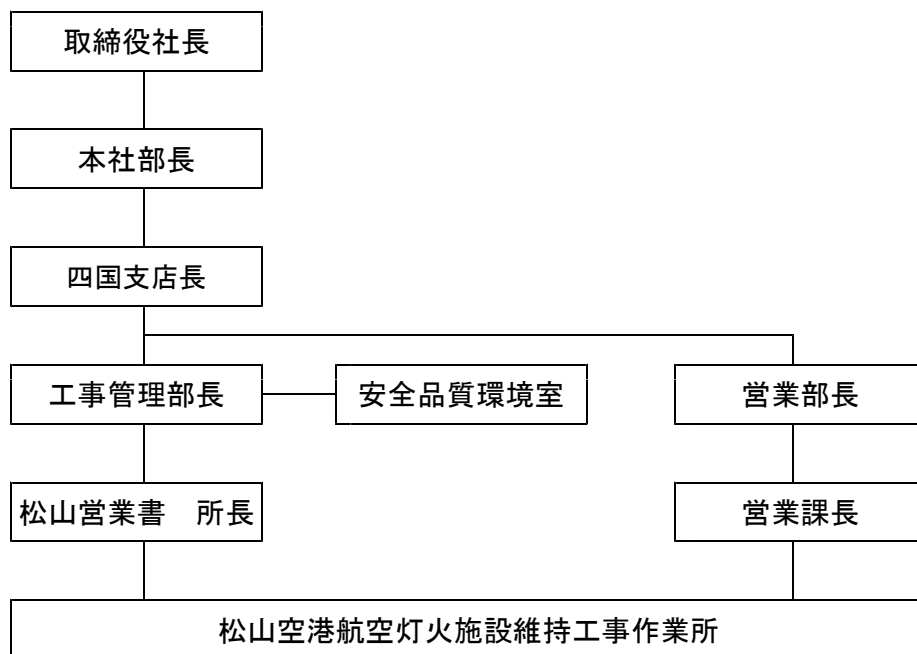 取締役社長
本社部長
四国支店長
工事管理部長
安全品質環境室
営業部長
松山営業書　所長
営業課長
松山空港航空灯火施設維持工事作業所